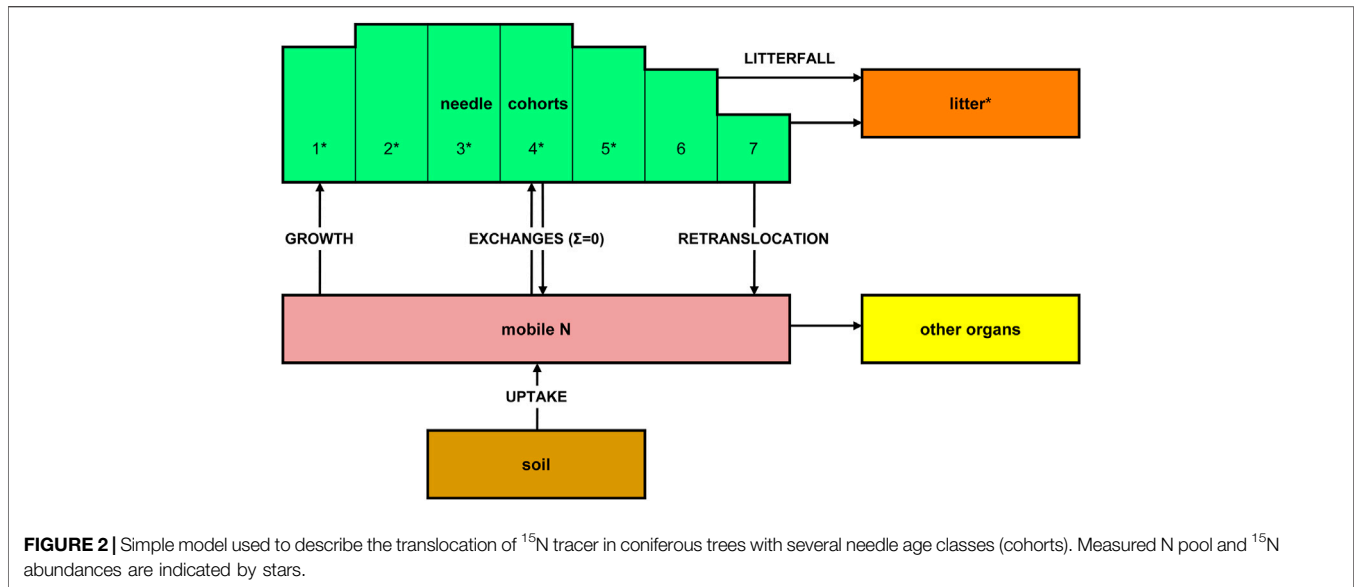 LITTERFALL
needle cohorts
litter*
1* 2* 3* 4* 5* 6 7
GROWTH EXCHANGES (Σ=0) RETRANSLOCATION
mobile N
other organs
UPTAKE
soil
FIGURE 2 | Simple model used to describe the translocation of ¹⁵N tracer in coniferous trees with several needle age classes (cohorts). Measured N pool and ¹⁵N
abundances are indicated by stars.